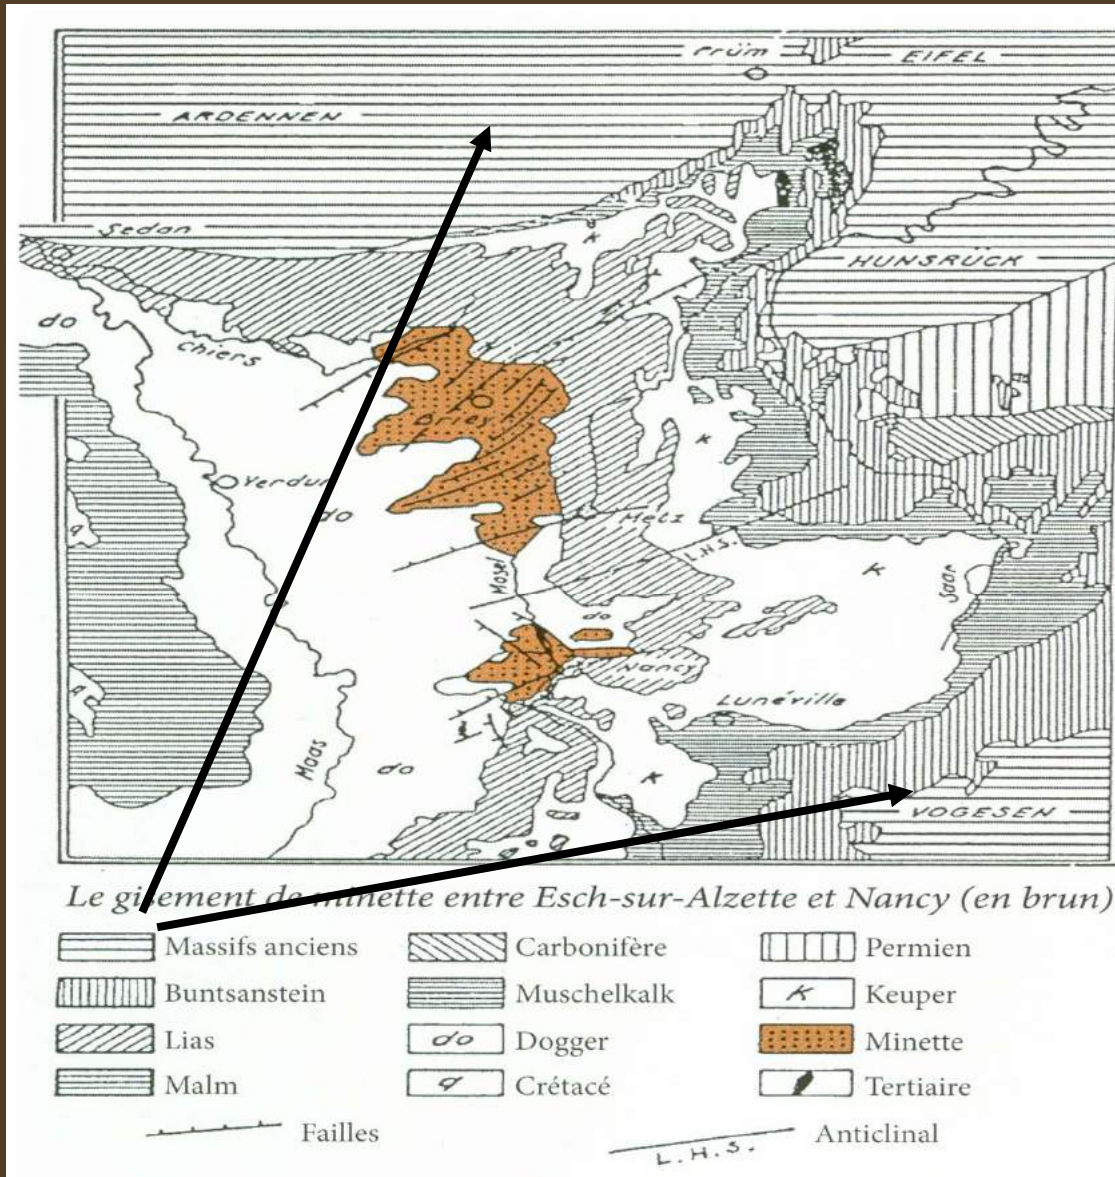 Prüm
EIFEL
ARDENNEN
Sedan
k
HUNSRÜCK
do
Chiers
Briey
k
Verdun
q
do
Metz
L.H.S.
k
Mosel
Saar
do
Nancy
q
Lunéville
Maas
do
k
VOGESEN
q
Le gisement de minette entre Esch-sur-Alzette et Nancy (en brun)
Massifs anciens
Carbonifère
Permien
Buntsanstein
Muschelkalk
k Keuper
Lias
do Dogger
Minette
Malm
q Crétacé
Tertiaire
Failles
L.H.S. Anticlinal